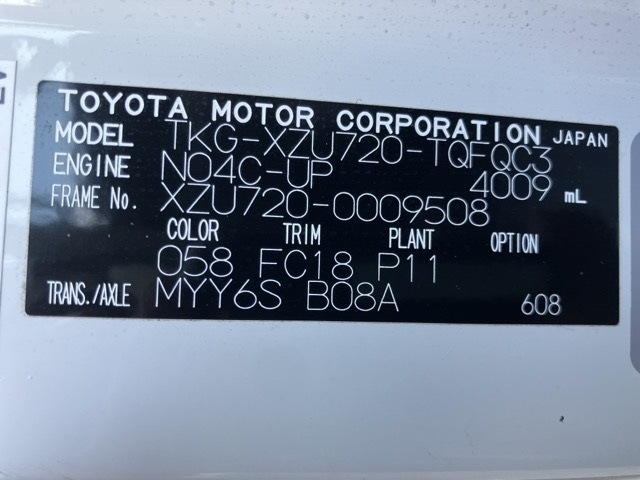 TOYOTA MOTOR CORPORATION JAPAN
MODEL TKG-XZU720-TQFQC3
ENGINE N04C-UP 4009 mL
FRAME No. XZU720-0009508
COLOR TRIM PLANT OPTION
058 FC18 P11
TRANS./AXLE MYY6S B08A 608